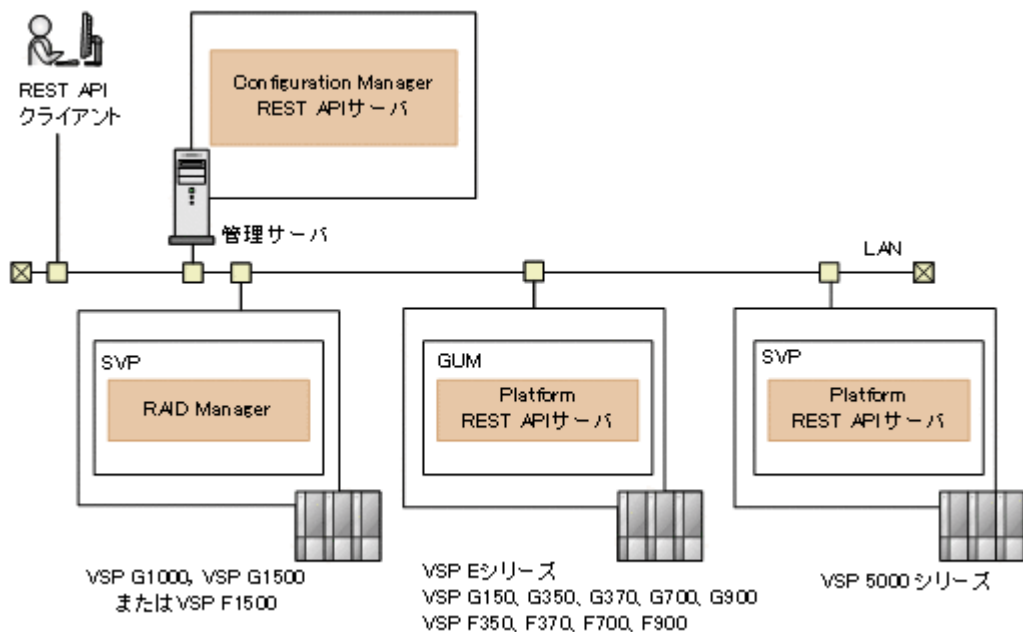 REST API
クライアント
Configuration Manager
REST APIサーバ
管理サーバ
LAN
SVP
RAID Manager
GUM
Platform
REST APIサーバ
SVP
Platform
REST APIサーバ
VSP G1000, VSP G1500
またはVSP F1500
VSP Eシリーズ
VSP G150、G350、G370、G700、G900
VSP F350、F370、F700、F900
VSP 5000 シリーズ